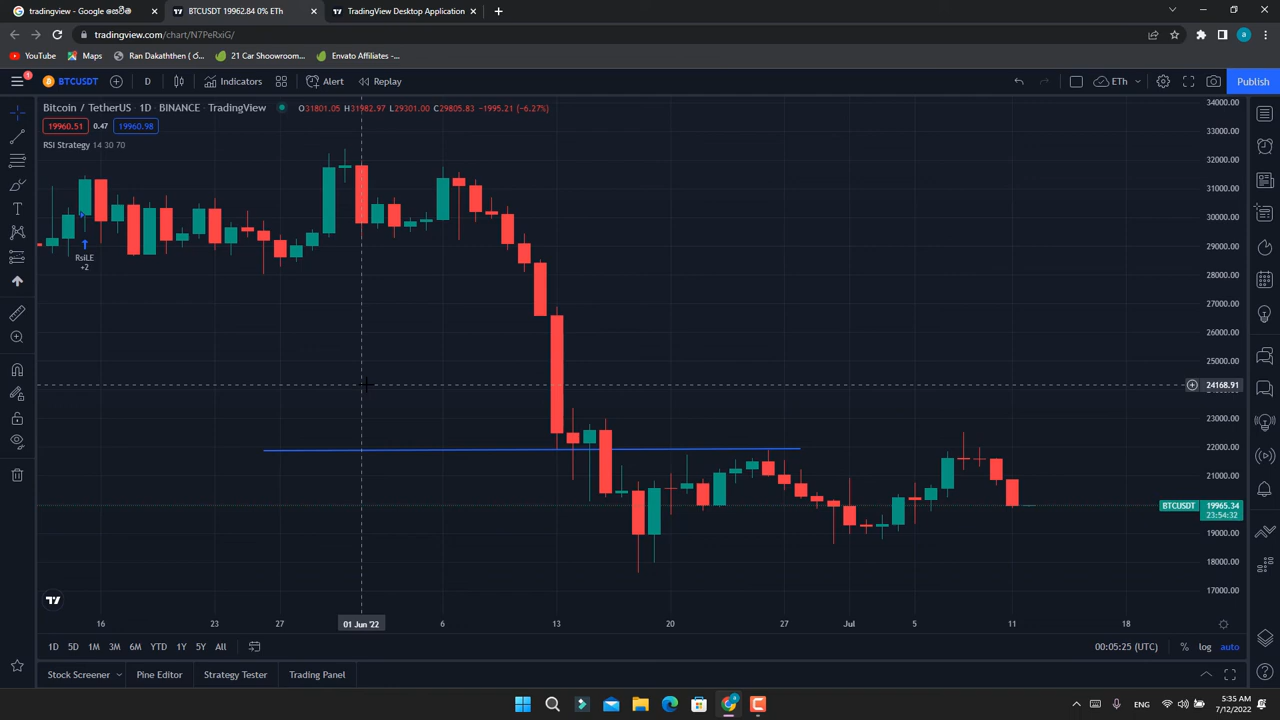 tradingview - Google සෙවීම
BTCUSDT 19962.84 0% ETh
TradingView Desktop Application
tradingview.com/chart/N7PeRxiG/
a
YouTube
Maps
Ran Dakaththen ( ර්...
21 Car Shoowroom...
Envato Affiliates -...
1
BTCUSDT
D
Indicators
Alert
Replay
ETh
Publish
Bitcoin / TetherUS · 1D · BINANCE · TradingView
O31801.05 H31982.97 L29301.00 C29805.83 −1995.21 (−6.27%)
19960.51
0.47
19960.98
RSI Strategy 14 30 70
RsiLE
+2
34000.00
33000.00
32000.00
31000.00
30000.00
29000.00
28000.00
27000.00
26000.00
25000.00
24168.91
23000.00
22000.00
21000.00
BTCUSDT
19965.34
23:54:32
19000.00
18000.00
17000.00
16
23
27
01 Jun '22
6
13
20
27
Jul
5
11
18
1D
5D
1M
3M
6M
YTD
1Y
5Y
All
00:05:25 (UTC)
%
log
auto
Stock Screener
Pine Editor
Strategy Tester
Trading Panel
a
ENG
5:35 AM
7/12/2022